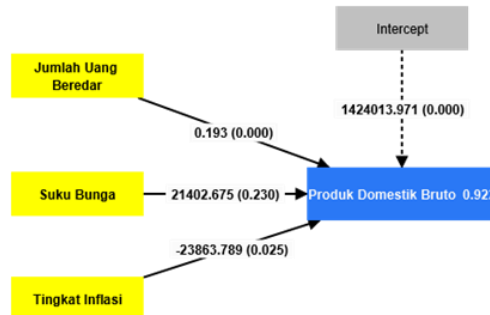 Intercept
Jumlah Uang
Beredar
1424013.971 (0.000)
0.193 (0.000)
Suku Bunga
21402.675 (0.230)
Produk Domestik Bruto 0.92
-23863.789 (0.025)
Tingkat Inflasi